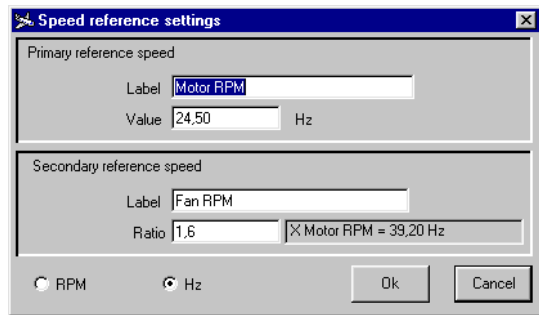 Speed reference settings
Primary reference speed
Label Motor RPM
Value 24,50 Hz
Secondary reference speed
Label Fan RPM
Ratio 1,6 X Motor RPM = 39,20 Hz
RPM Hz Ok Cancel